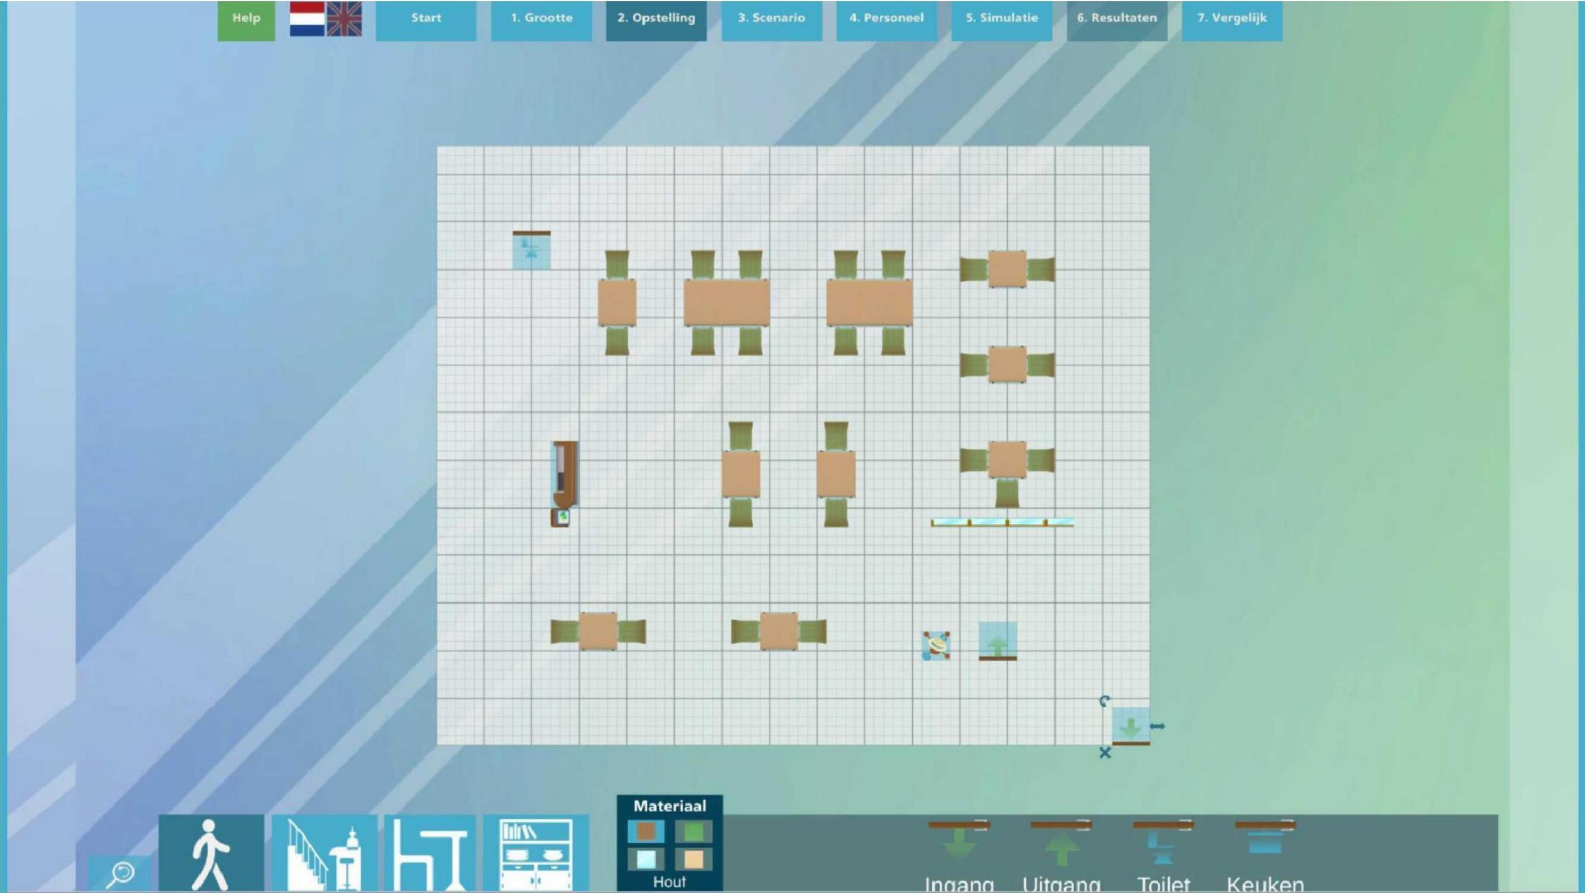 Help
Start
1. Grootte
2. Opstelling
3. Scenario
4. Personeel
5. Simulatie
6. Resultaten
7. Vergelijk
Materiaal
Hout
Ingang
Uitgang
Toilet
Keuken